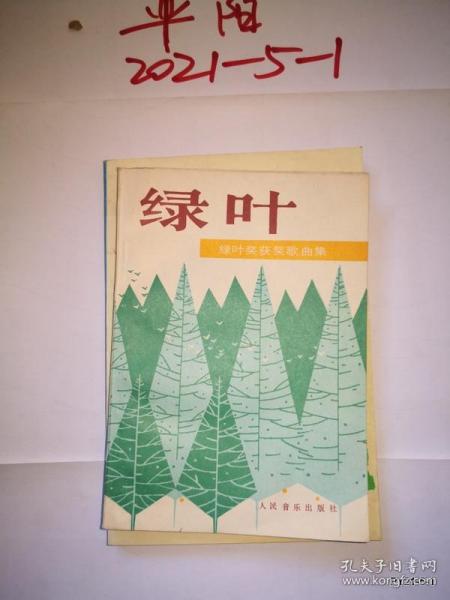 平阳
2021-5-1
绿叶
绿叶奖获奖歌曲集
人民音乐出版社
孔夫子旧书网
www.kongfz.com